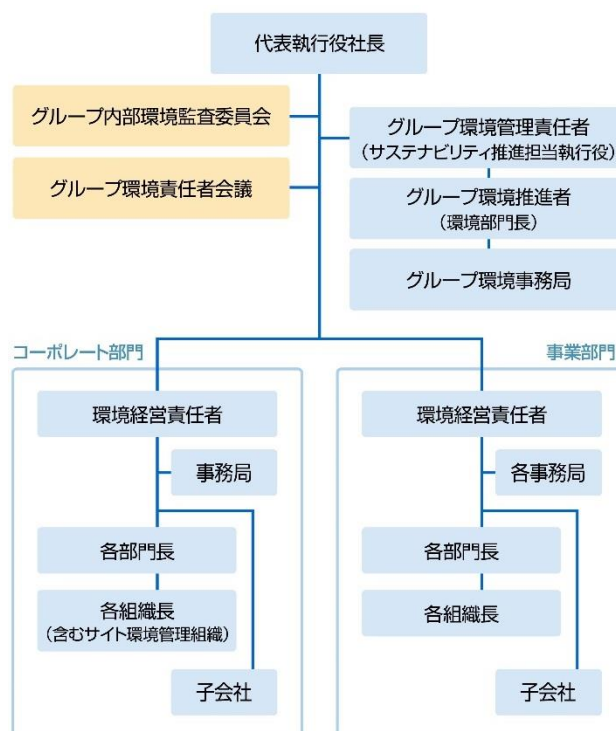 代表執行役社長
グループ内部環境監査委員会
グループ環境管理責任者
(サステナビリティ推進担当執行役)
グループ環境責任者会議
グループ環境推進者
(環境部門長)
グループ環境事務局
コーポレート部門
環境経営責任者
事務局
各部門長
各組織長
(含むサイト環境管理組織)
子会社
事業部門
環境経営責任者
各事務局
各部門長
各組織長
子会社